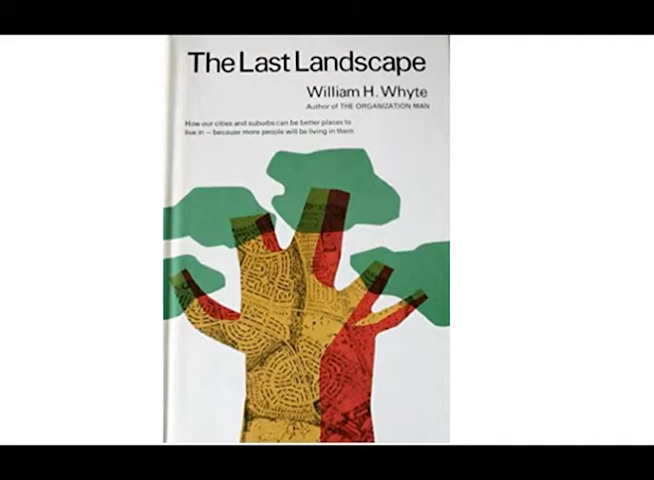 The Last Landscape
William H. Whyte
Author of THE ORGANIZATION MAN
How our cities and suburbs can be better places to
live in — because more people will be living in them